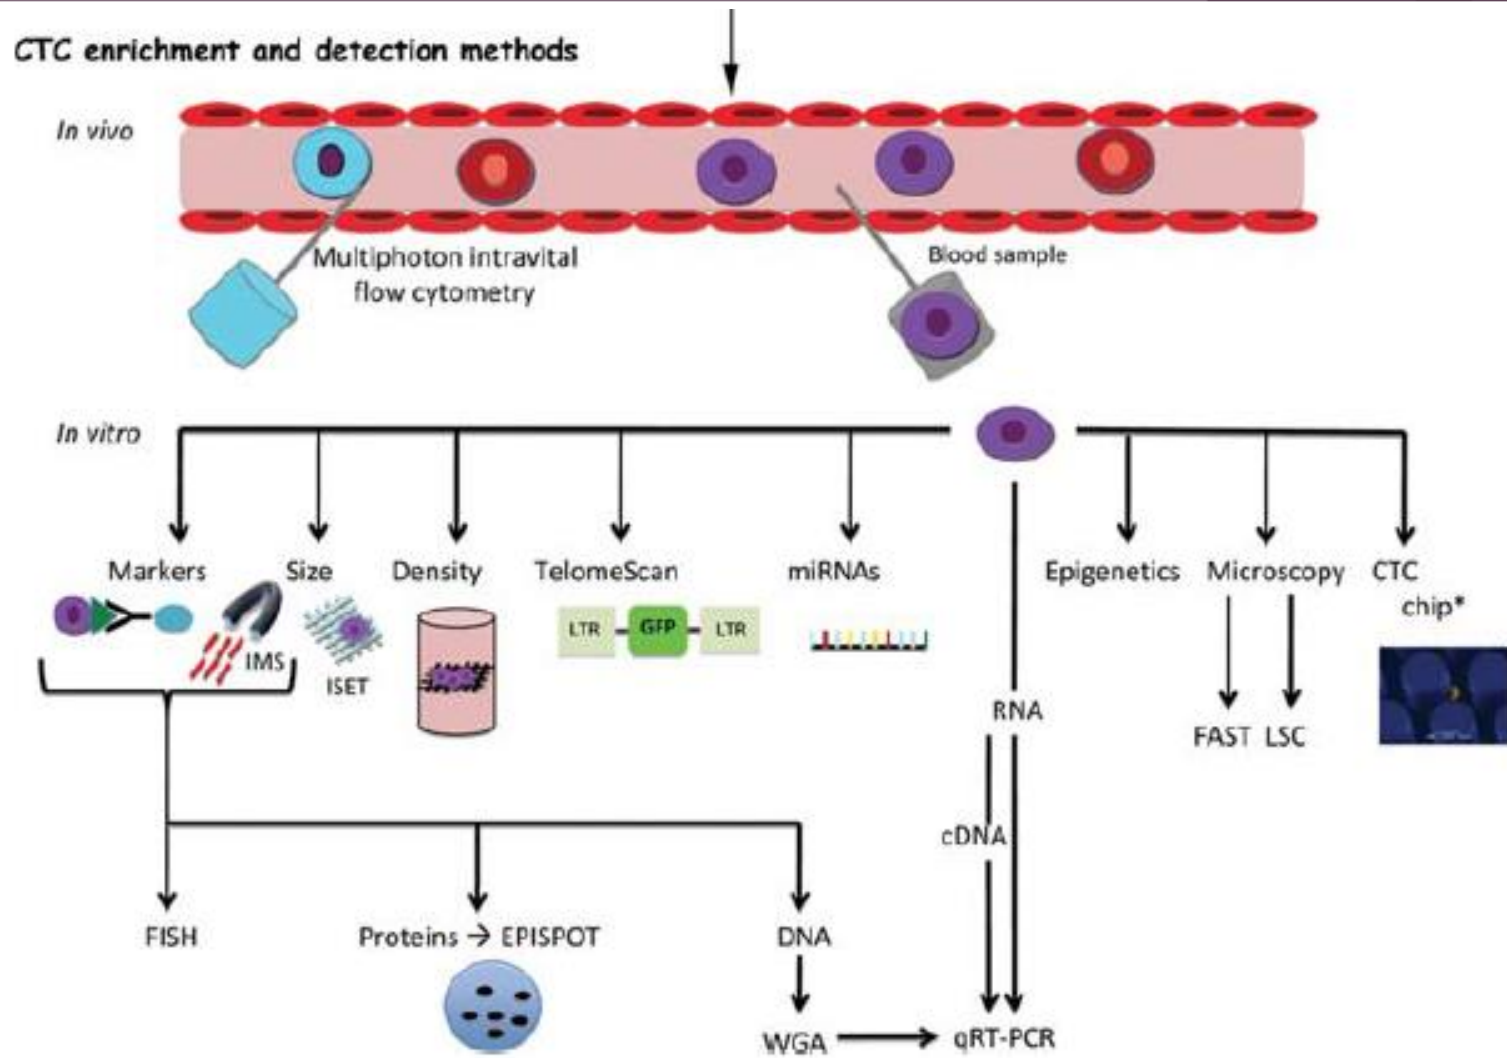 CTC enrichment and detection methods
In vivo
Multiphoton intravital
flow cytometry
Blood sample
In vitro
Markers
Size
Density
TelomeScan
miRNAs
Epigenetics
Microscopy
CTC
chip*
IMS
ISET
LTR
GFP
LTR
RNA
FAST
LSC
cDNA
FISH
Proteins → EPISPOT
DNA
WGA
qRT-PCR